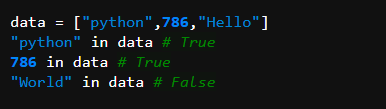 data = ["python",786,"Hello"]
"python" in data # True
786 in data # True
"World" in data # False